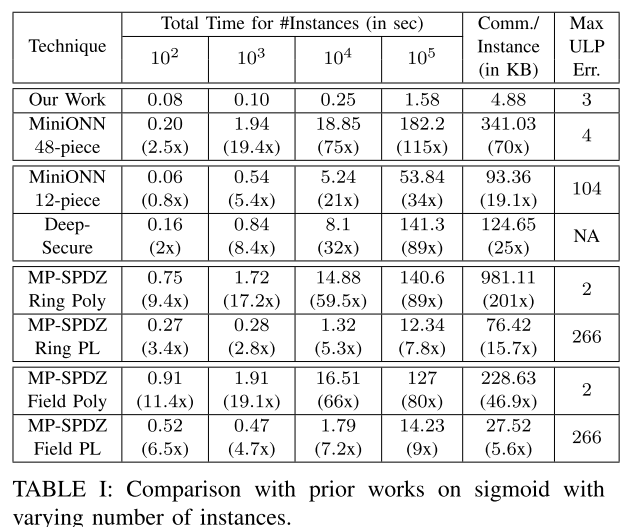 Technique Total Time for #Instances (in sec) Comm./ Instance (in KB) Max ULP Err.
10² 10³ 10⁴ 10⁵
Our Work 0.08 0.10 0.25 1.58 4.88 3
MiniONN 0.20 1.94 18.85 182.2 341.03 4
48-piece (2.5x) (19.4x) (75x) (115x) (70x)
MiniONN 0.06 0.54 5.24 53.84 93.36 104
12-piece (0.8x) (5.4x) (21x) (34x) (19.1x)
Deep- 0.16 0.84 8.1 141.3 124.65 NA
Secure (2x) (8.4x) (32x) (89x) (25x)
MP-SPDZ 0.75 1.72 14.88 140.6 981.11 2
Ring Poly (9.4x) (17.2x) (59.5x) (89x) (201x)
MP-SPDZ 0.27 0.28 1.32 12.34 76.42 266
Ring PL (3.4x) (2.8x) (5.3x) (7.8x) (15.7x)
MP-SPDZ 0.91 1.91 16.51 127 228.63 2
Field Poly (11.4x) (19.1x) (66x) (80x) (46.9x)
MP-SPDZ 0.52 0.47 1.79 14.23 27.52 266
Field PL (6.5x) (4.7x) (7.2x) (9x) (5.6x)
TABLE I: Comparison with prior works on sigmoid with
varying number of instances.